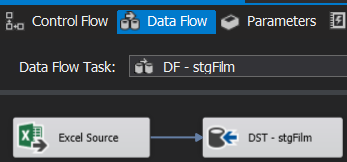 Control Flow Data Flow Parameters
Data Flow Task: DF - stgFilm
Excel Source DST - stgFilm